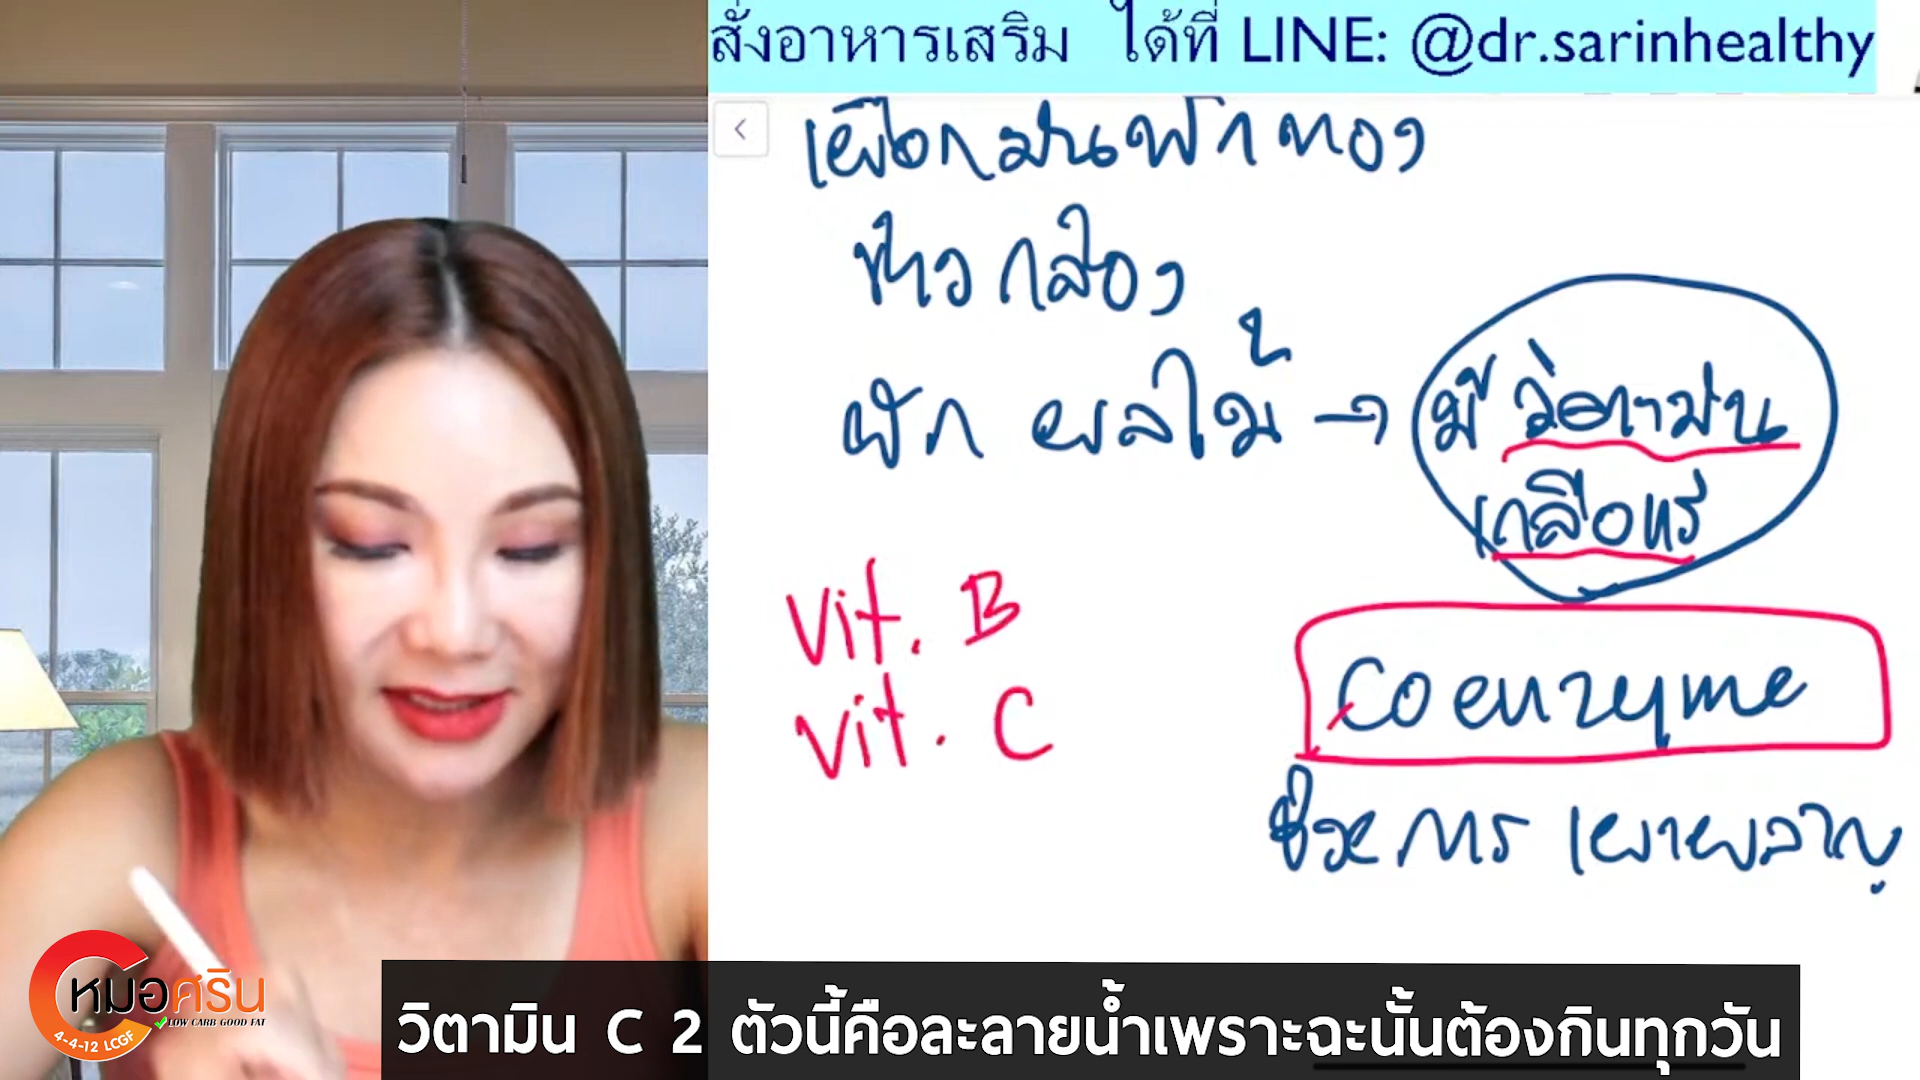 สั่งอาหารเสริม ได้ที่ LINE: @dr.sarinhealthy
เผือก มัน ฟักทอง
ข้าวกล้อง
ผัก ผลไม้ → มี วิตามิน
เกลือแร่
Vit. B
Vit. C
Coenzyme
ช่วยการ เผาผลาญ
หมอศริน
LOW CARB GOOD FAT
4-4-12 LCGF
วิตามิน C 2 ตัวนี้คือละลายน้ำเพราะฉะนั้นต้องกินทุกวัน